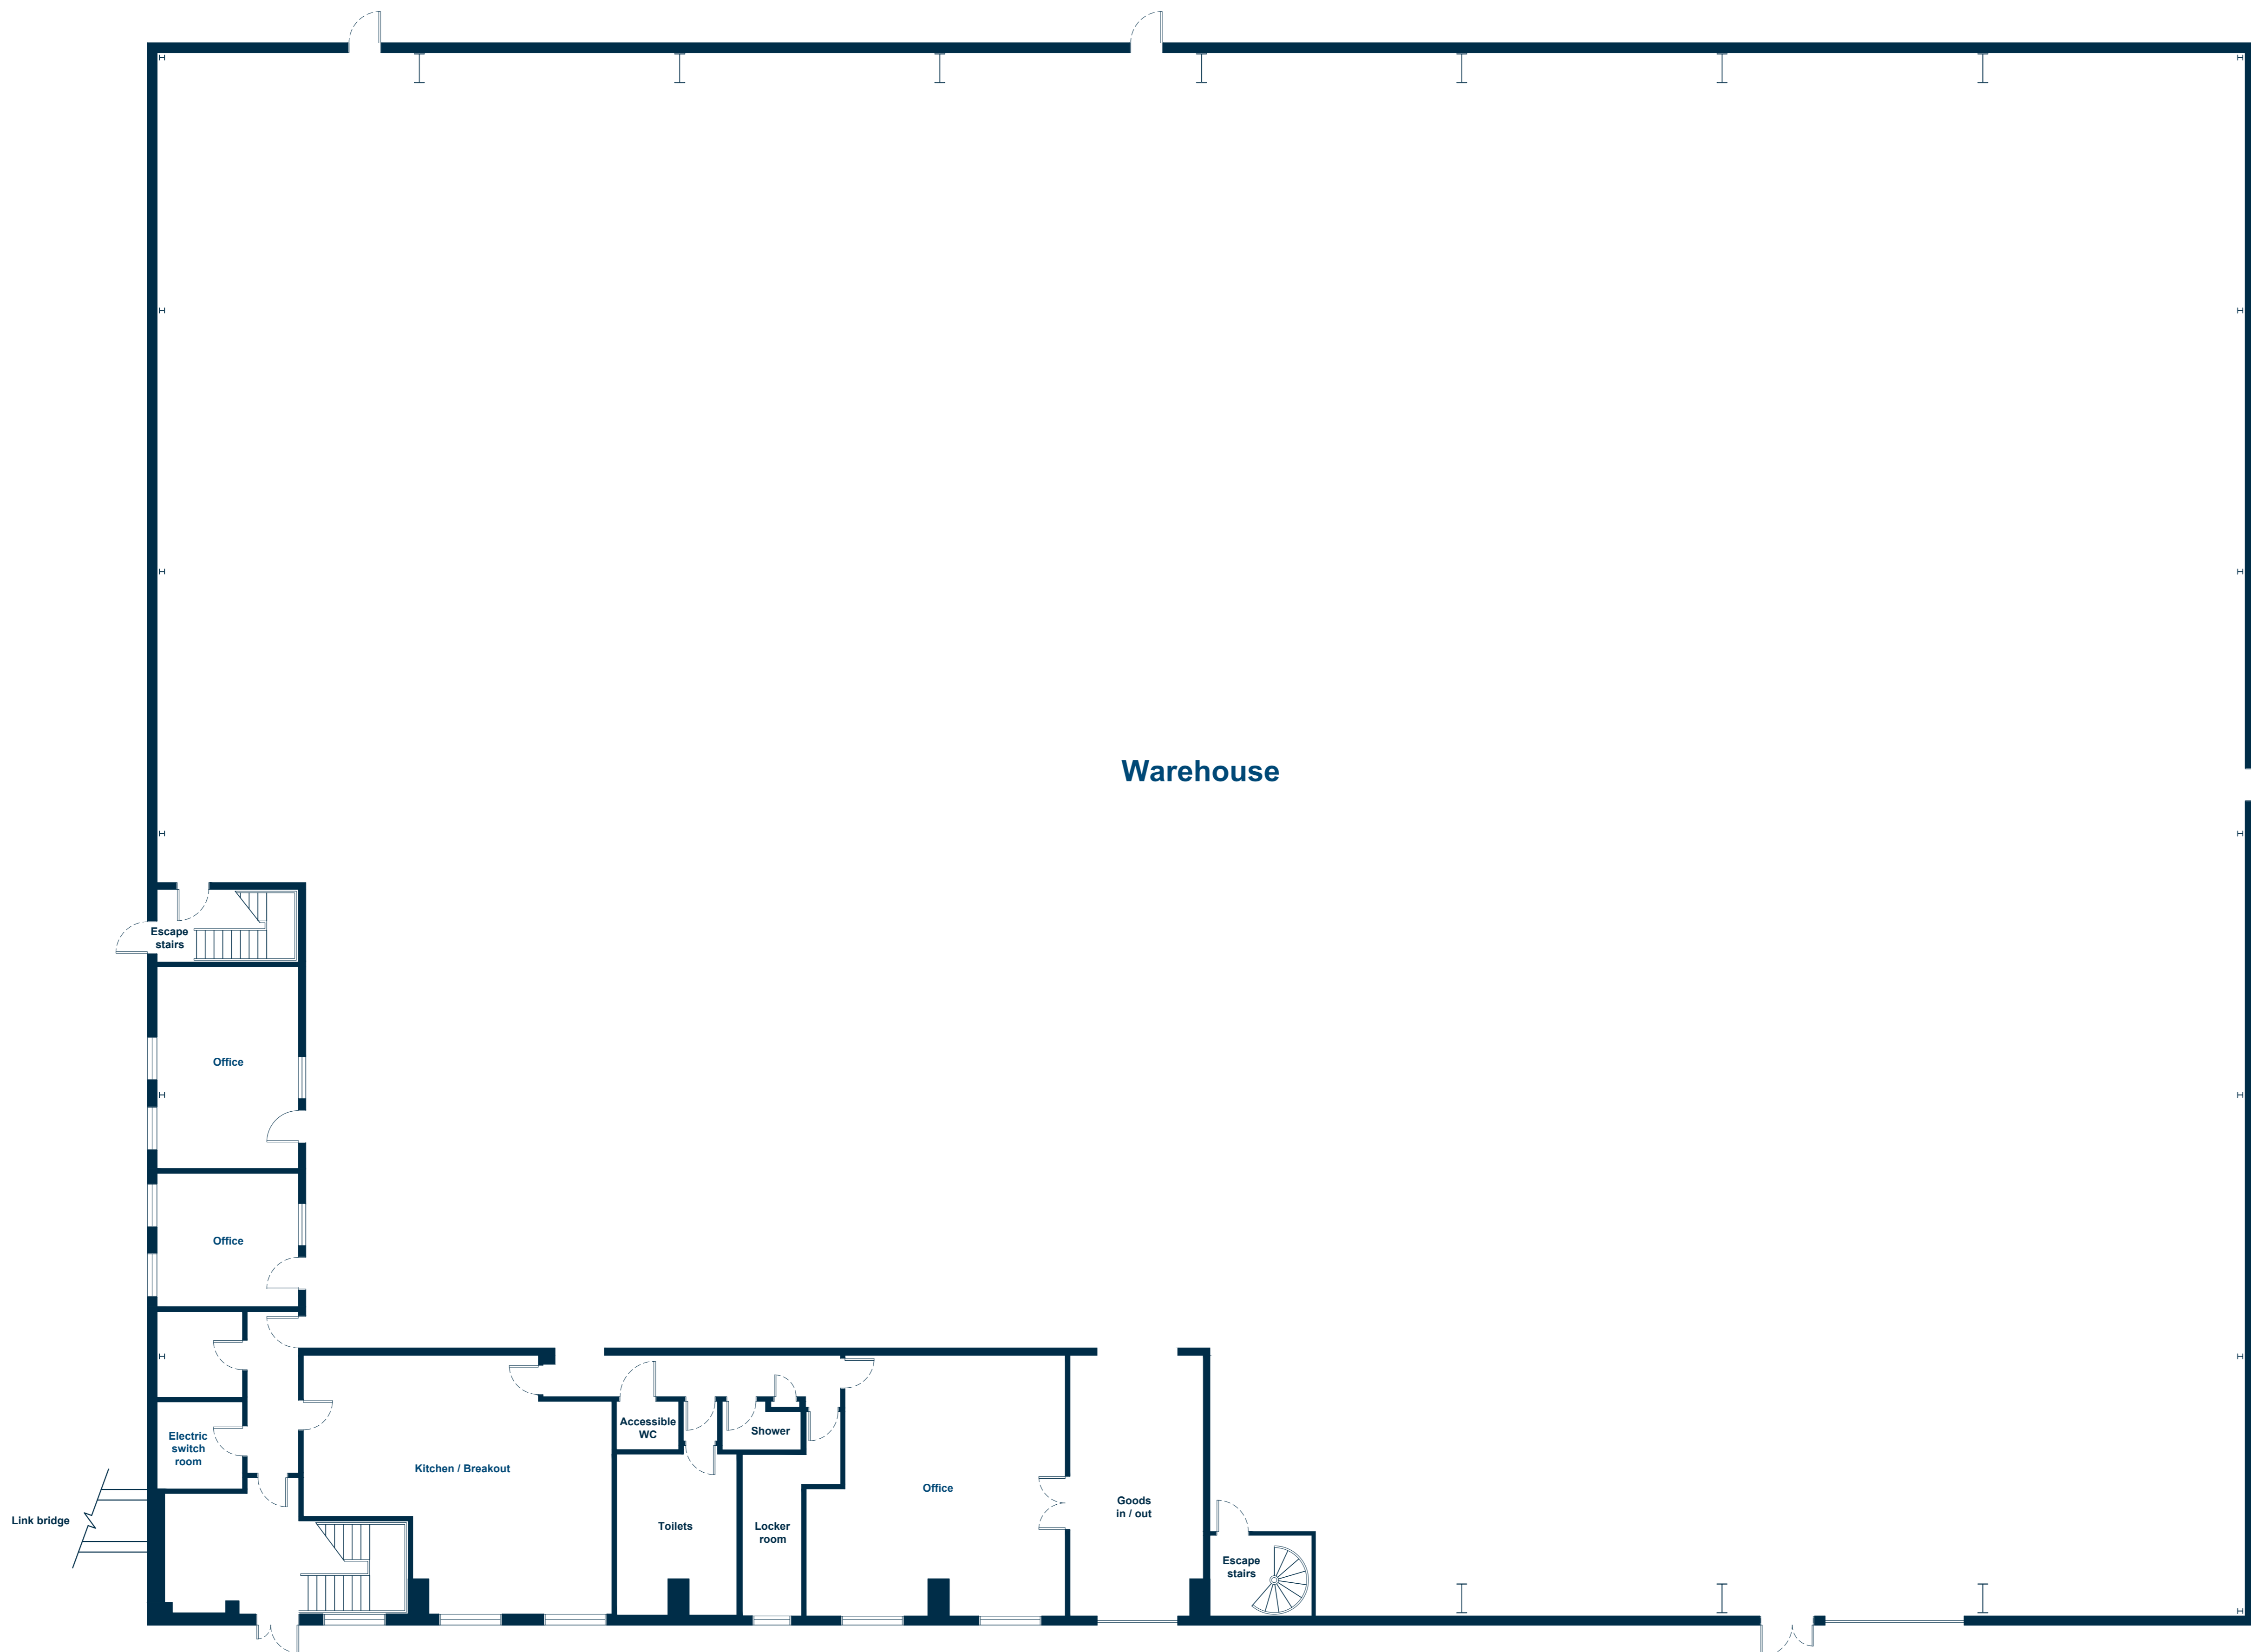 Warehouse
Escape
stairs
Office
Office
Electric
switch
room
Link bridge
Kitchen / Breakout
Accessible
WC
Shower
Toilets
Locker
room
Office
Goods
in / out
Escape
stairs